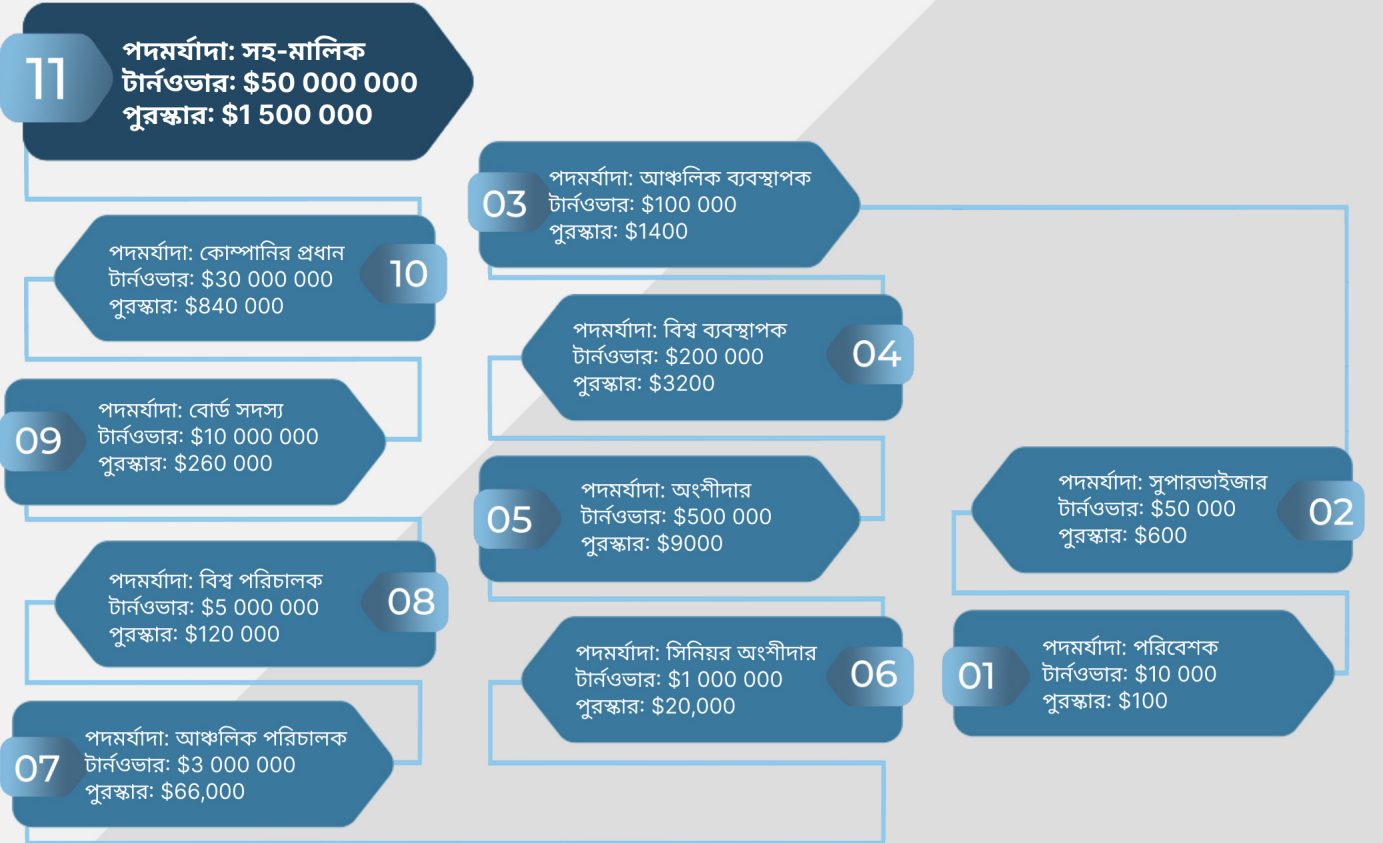 11
পদমর্যাদা: সহ-মালিক
টার্নওভার: $50 000 000
পুরস্কার: $1 500 000
পদমর্যাদা: কোম্পানির প্রধান
টার্নওভার: $30 000 000
পুরস্কার: $840 000
10
09
পদমর্যাদা: বোর্ড সদস্য
টার্নওভার: $10 000 000
পুরস্কার: $260 000
পদমর্যাদা: বিশ্ব পরিচালক
টার্নওভার: $5 000 000
পুরস্কার: $120 000
08
07
পদমর্যাদা: আঞ্চলিক পরিচালক
টার্নওভার: $3 000 000
পুরস্কার: $66,000
03
পদমর্যাদা: আঞ্চলিক ব্যবস্থাপক
টার্নওভার: $100 000
পুরস্কার: $1400
পদমর্যাদা: বিশ্ব ব্যবস্থাপক
টার্নওভার: $200 000
পুরস্কার: $3200
04
05
পদমর্যাদা: অংশীদার
টার্নওভার: $500 000
পুরস্কার: $9000
পদমর্যাদা: সিনিয়র অংশীদার
টার্নওভার: $1 000 000
পুরস্কার: $20,000
06
পদমর্যাদা: সুপারভাইজার
টার্নওভার: $50 000
পুরস্কার: $600
02
01
পদমর্যাদা: পরিবেশক
টার্নওভার: $10 000
পুরস্কার: $100